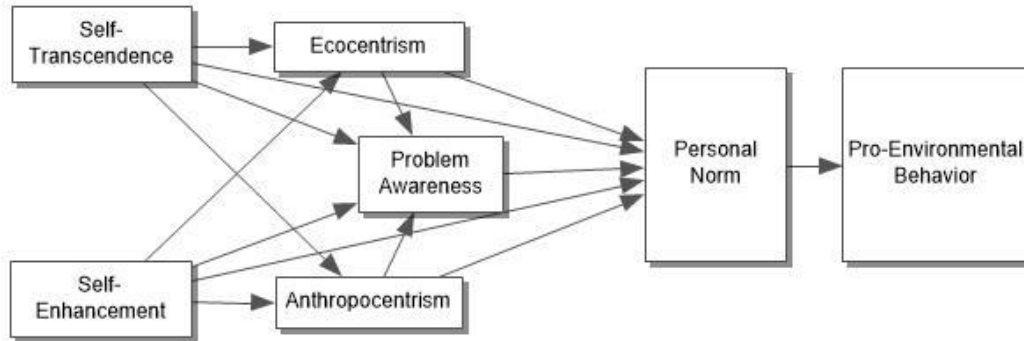 Self-
Transcendence
Ecocentrism
Problem
Awareness
Personal
Norm
Pro-Environmental
Behavior
Self-
Enhancement
Anthropocentrism